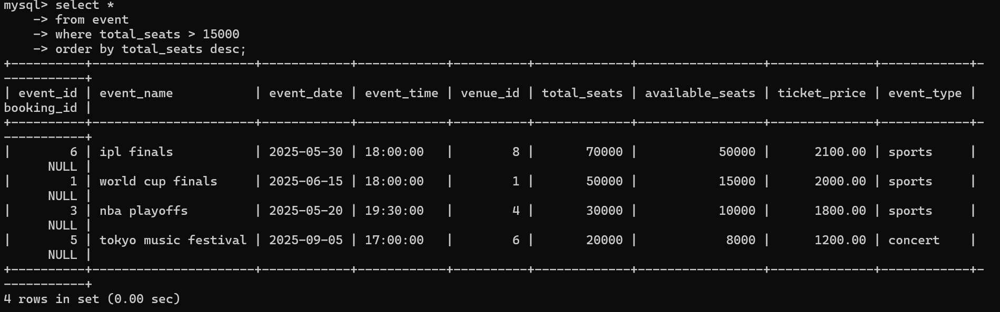 mysql> select *
    -> from event
    -> where total_seats > 15000
    -> order by total_seats desc;
+----------+----------------------+------------+------------+----------+-------------+-----------------+--------------+------------+-
-----------+
| event_id | event_name           | event_date | event_time | venue_id | total_seats | available_seats | ticket_price | event_type |
booking_id |
+----------+----------------------+------------+------------+----------+-------------+-----------------+--------------+------------+-
-----------+
|        6 | ipl finals           | 2025-05-30 | 18:00:00   |        8 |       70000 |           50000 |      2100.00 | sports     |
      NULL |
|        1 | world cup finals     | 2025-06-15 | 18:00:00   |        1 |       50000 |           15000 |      2000.00 | sports     |
      NULL |
|        3 | nba playoffs         | 2025-05-20 | 19:30:00   |        4 |       30000 |           10000 |      1800.00 | sports     |
      NULL |
|        5 | tokyo music festival | 2025-09-05 | 17:00:00   |        6 |       20000 |            8000 |      1200.00 | concert    |
      NULL |
+----------+----------------------+------------+------------+----------+-------------+-----------------+--------------+------------+-
-----------+
4 rows in set (0.00 sec)